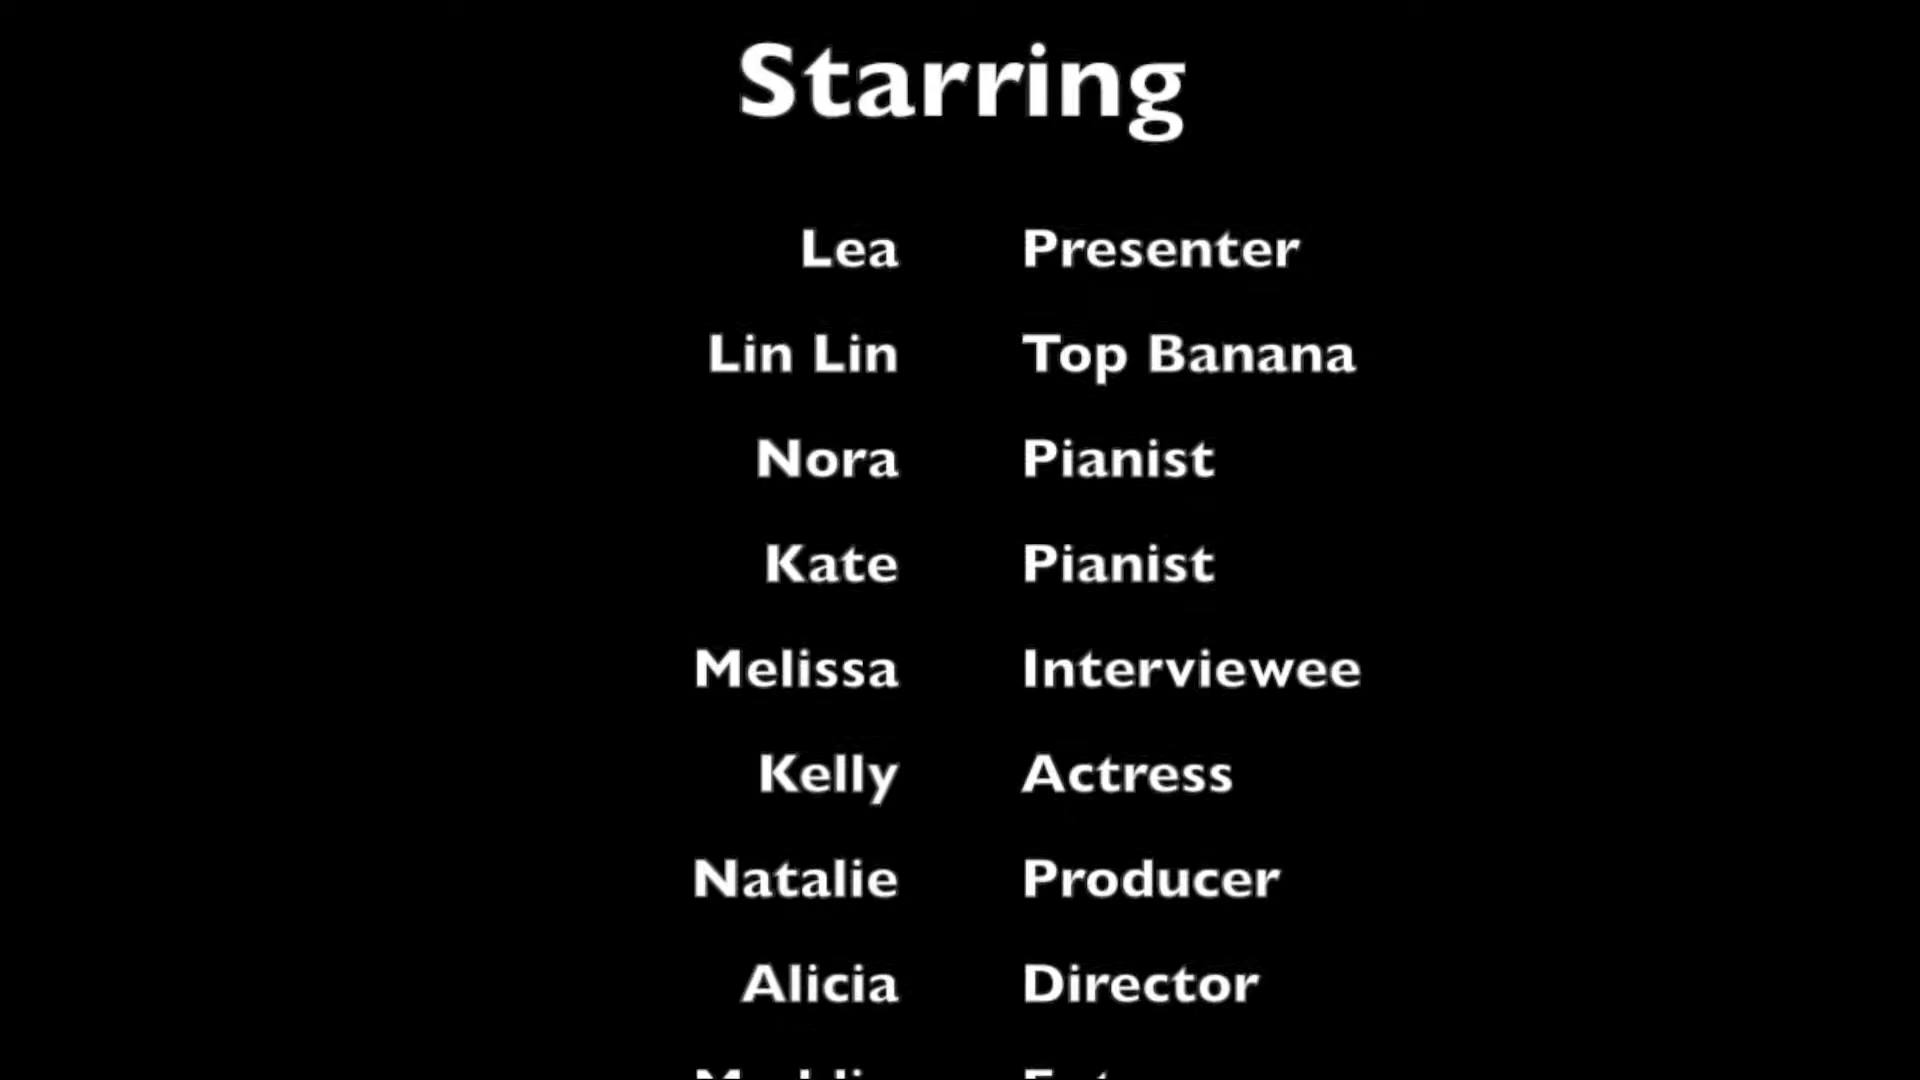 Starring
Lea Presenter
Lin Lin Top Banana
Nora Pianist
Kate Pianist
Melissa Interviewee
Kelly Actress
Natalie Producer
Alicia Director